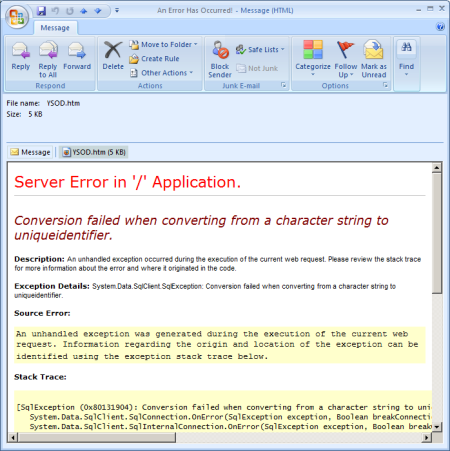 An Error Has Occurred! - Message (HTML)
Message
Reply
Reply to All
Forward
Respond
Delete
Move to Folder
Create Rule
Other Actions
Actions
Block Sender
Safe Lists
Not Junk
Junk E-mail
Categorize
Follow Up
Mark as Unread
Options
Find
File name: YSOD.htm
Size: 5 KB
Message
YSOD.htm (5 KB)
Server Error in '/' Application.
Conversion failed when converting from a character string to
uniqueidentifier.
Description: An unhandled exception occurred during the execution of the current web request. Please review the stack trace
for more information about the error and where it originated in the code.
Exception Details: System.Data.SqlClient.SqlException: Conversion failed when converting from a character string to
uniqueidentifier.
Source Error:
An unhandled exception was generated during the execution of the current web
request. Information regarding the origin and location of the exception can be
identified using the exception stack trace below.
Stack Trace:
[SqlException (0x80131904): Conversion failed when converting from a character string to uni
System.Data.SqlClient.SqlConnection.OnError(SqlException exception, Boolean breakConnecti
System.Data.SqlClient.SqlInternalConnection.OnError(SqlException exception, Boolean break